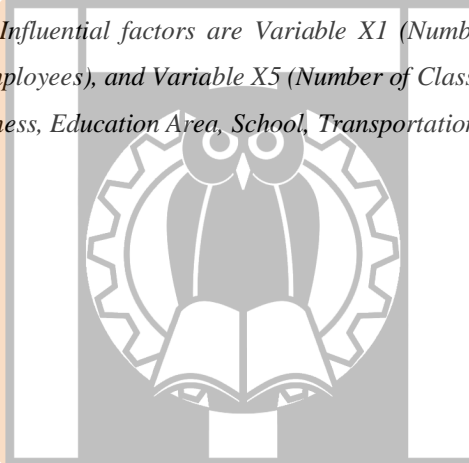 Influential factors are Variable X1 (Numb
ployees), and Variable X5 (Number of Class
ness, Education Area, School, Transportation